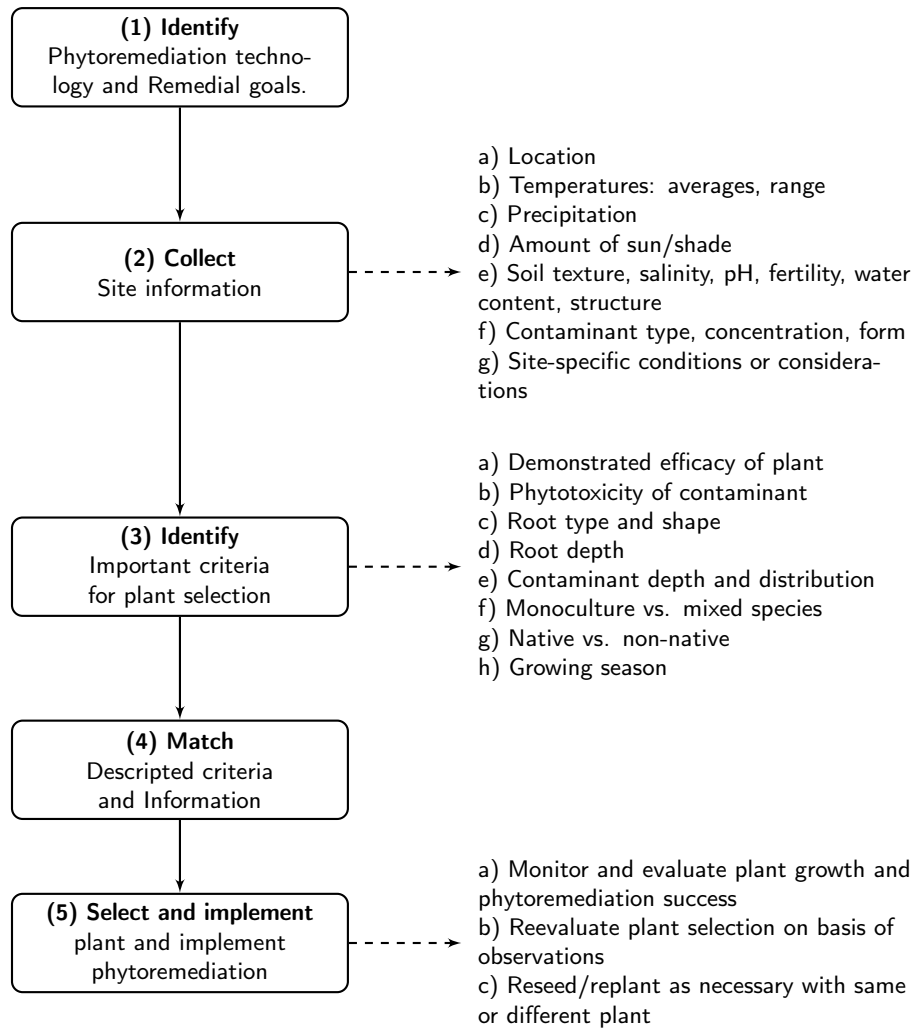 (1) Identify
Phytoremediation techno-
logy and Remedial goals.
(2) Collect
Site information
a) Location
b) Temperatures: averages, range
c) Precipitation
d) Amount of sun/shade
e) Soil texture, salinity, pH, fertility, water
content, structure
f) Contaminant type, concentration, form
g) Site-specific conditions or considera-
tions
(3) Identify
Important criteria
for plant selection
a) Demonstrated efficacy of plant
b) Phytotoxicity of contaminant
c) Root type and shape
d) Root depth
e) Contaminant depth and distribution
f) Monoculture vs. mixed species
g) Native vs. non-native
h) Growing season
(4) Match
Descripted criteria
and Information
(5) Select and implement
plant and implement
phytoremediation
a) Monitor and evaluate plant growth and
phytoremediation success
b) Reevaluate plant selection on basis of
observations
c) Reseed/replant as necessary with same
or different plant